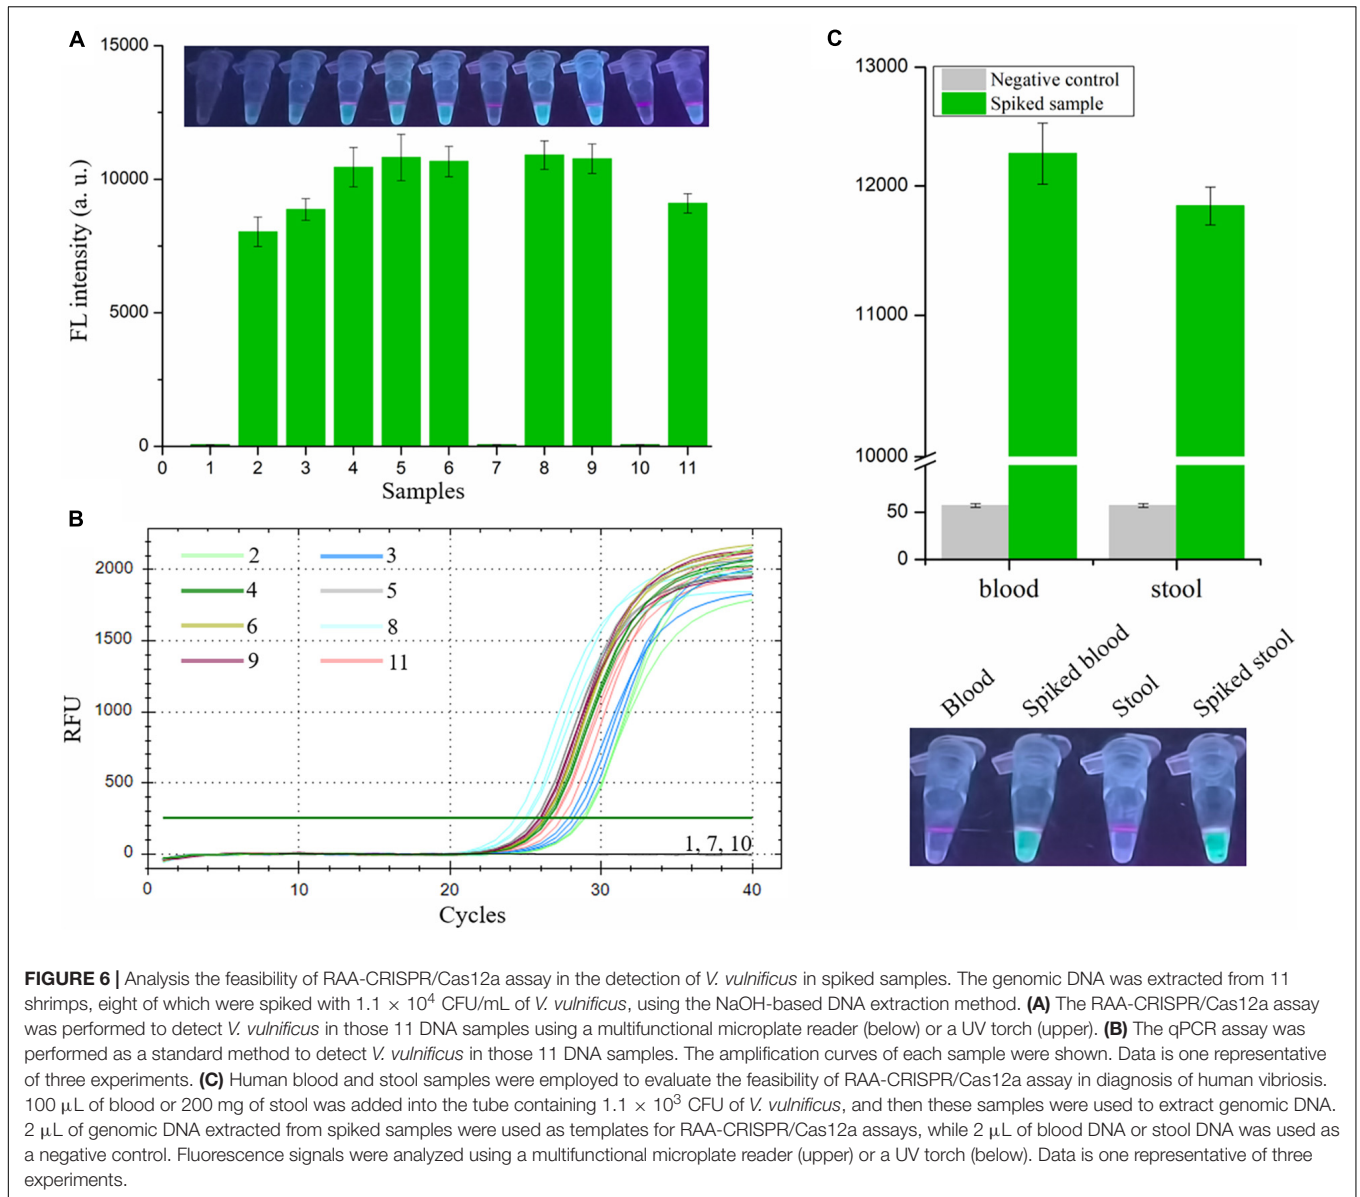 A
15000
10000
5000
0
FL intensity (a. u.)
0 1 2 3 4 5 6 7 8 9 10 11
Samples
B
2000
1500
1000
500
0
RFU
2 3
4 5
6 8
9 11
1, 7, 10
0 10 20 30 40
Cycles
C
13000
12000
11000
10000
50
0
Negative control
Spiked sample
blood stool
Blood
Spiked blood
Stool
Spiked stool
FIGURE 6 | Analysis the feasibility of RAA-CRISPR/Cas12a assay in the detection of V. vulnificus in spiked samples. The genomic DNA was extracted from 11
shrimps, eight of which were spiked with 1.1 × 10⁴ CFU/mL of V. vulnificus, using the NaOH-based DNA extraction method. (A) The RAA-CRISPR/Cas12a assay
was performed to detect V. vulnificus in those 11 DNA samples using a multifunctional microplate reader (below) or a UV torch (upper). (B) The qPCR assay was
performed as a standard method to detect V. vulnificus in those 11 DNA samples. The amplification curves of each sample were shown. Data is one representative
of three experiments. (C) Human blood and stool samples were employed to evaluate the feasibility of RAA-CRISPR/Cas12a assay in diagnosis of human vibriosis.
100 μL of blood or 200 mg of stool was added into the tube containing 1.1 × 10³ CFU of V. vulnificus, and then these samples were used to extract genomic DNA.
2 μL of genomic DNA extracted from spiked samples were used as templates for RAA-CRISPR/Cas12a assays, while 2 μL of blood DNA or stool DNA was used as
a negative control. Fluorescence signals were analyzed using a multifunctional microplate reader (upper) or a UV torch (below). Data is one representative of three
experiments.